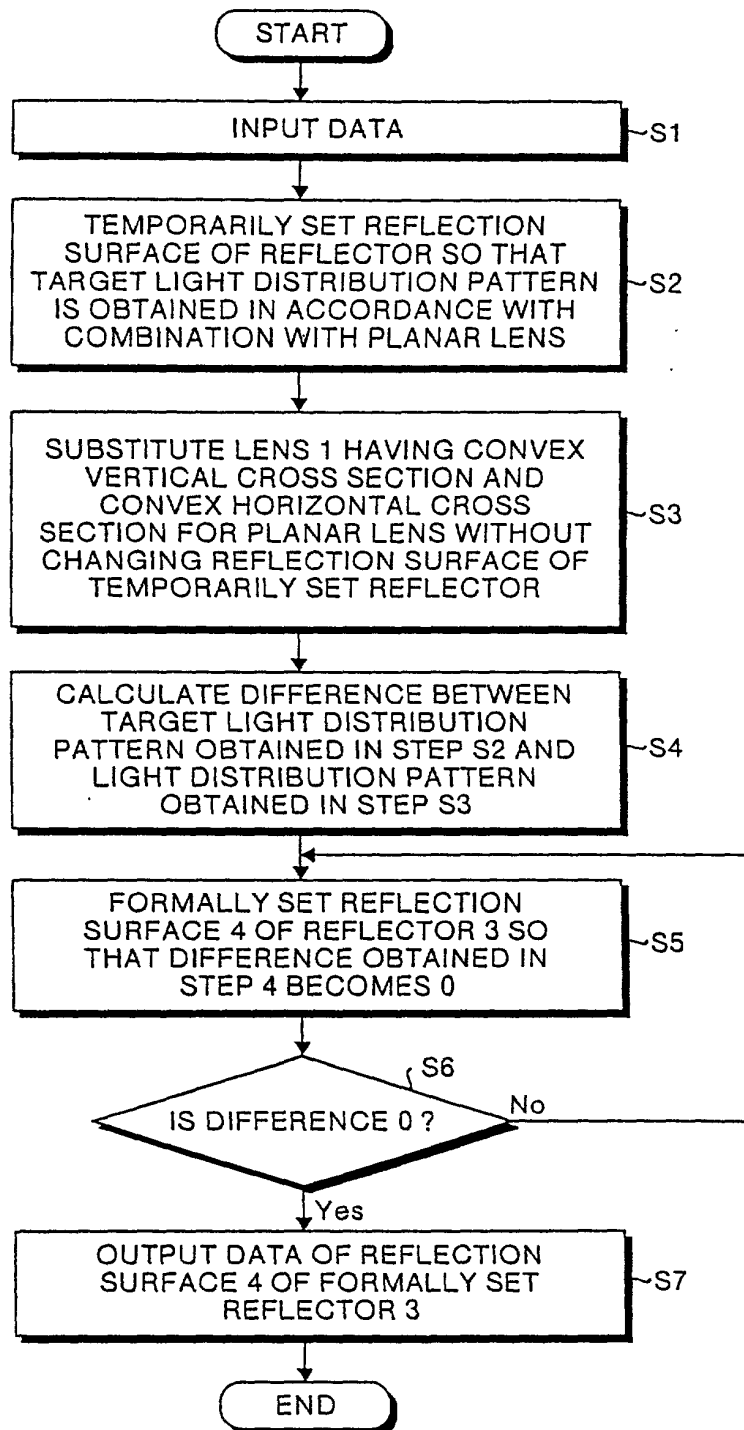 START
INPUT DATA
S1
TEMPORARILY SET REFLECTION
SURFACE OF REFLECTOR SO THAT
TARGET LIGHT DISTRIBUTION PATTERN
IS OBTAINED IN ACCORDANCE WITH
COMBINATION WITH PLANAR LENS
S2
SUBSTITUTE LENS 1 HAVING CONVEX
VERTICAL CROSS SECTION AND
CONVEX HORIZONTAL CROSS
SECTION FOR PLANAR LENS WITHOUT
CHANGING REFLECTION SURFACE OF
TEMPORARILY SET REFLECTOR
S3
CALCULATE DIFFERENCE BETWEEN
TARGET LIGHT DISTRIBUTION
PATTERN OBTAINED IN STEP S2 AND
LIGHT DISTRIBUTION PATTERN
OBTAINED IN STEP S3
S4
FORMALLY SET REFLECTION
SURFACE 4 OF REFLECTOR 3 SO
THAT DIFFERENCE OBTAINED IN
STEP 4 BECOMES 0
S5
S6
IS DIFFERENCE 0 ?
No
Yes
OUTPUT DATA OF REFLECTION
SURFACE 4 OF FORMALLY SET
REFLECTOR 3
S7
END